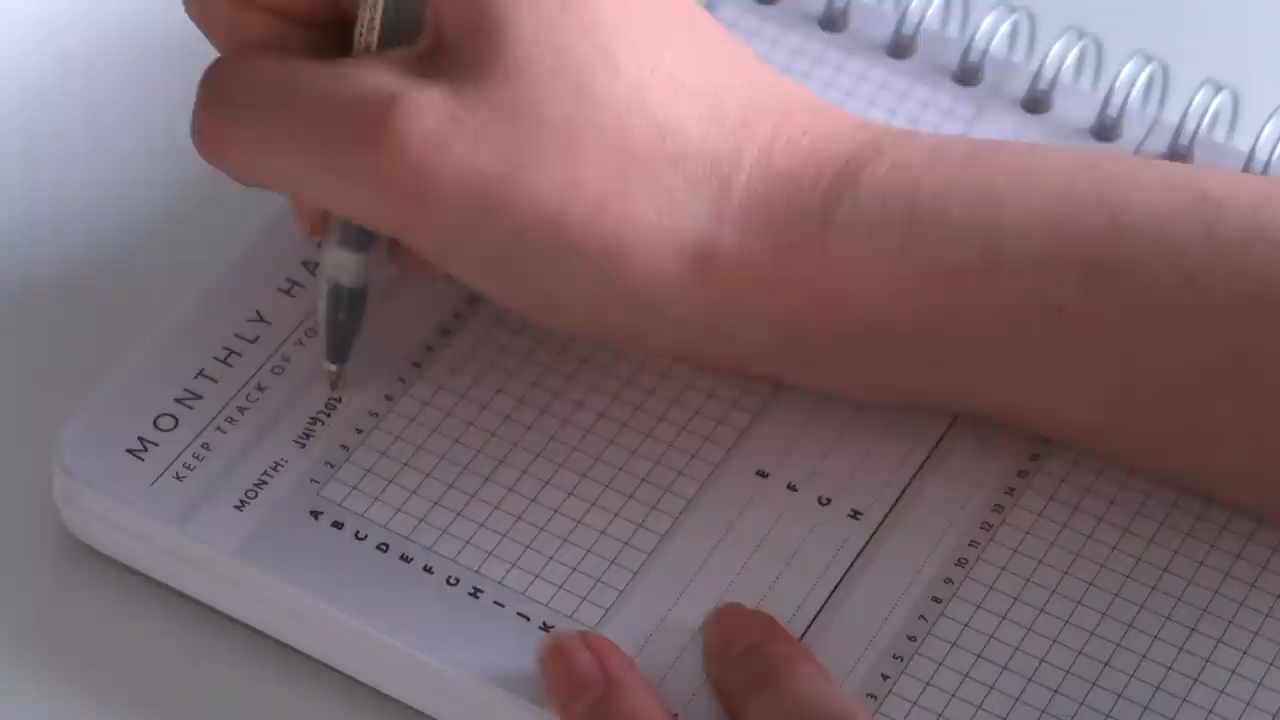 MONTHLY HA
KEEP TRACK OF YO
MONTH: July 202
1 2 3 4 5 6 7 8 9
A
B
C
D
E
F
G
H
I
J
K
E
F
G
H
3 4 5 6 7 8 9 10 11 12 13 14 15 16